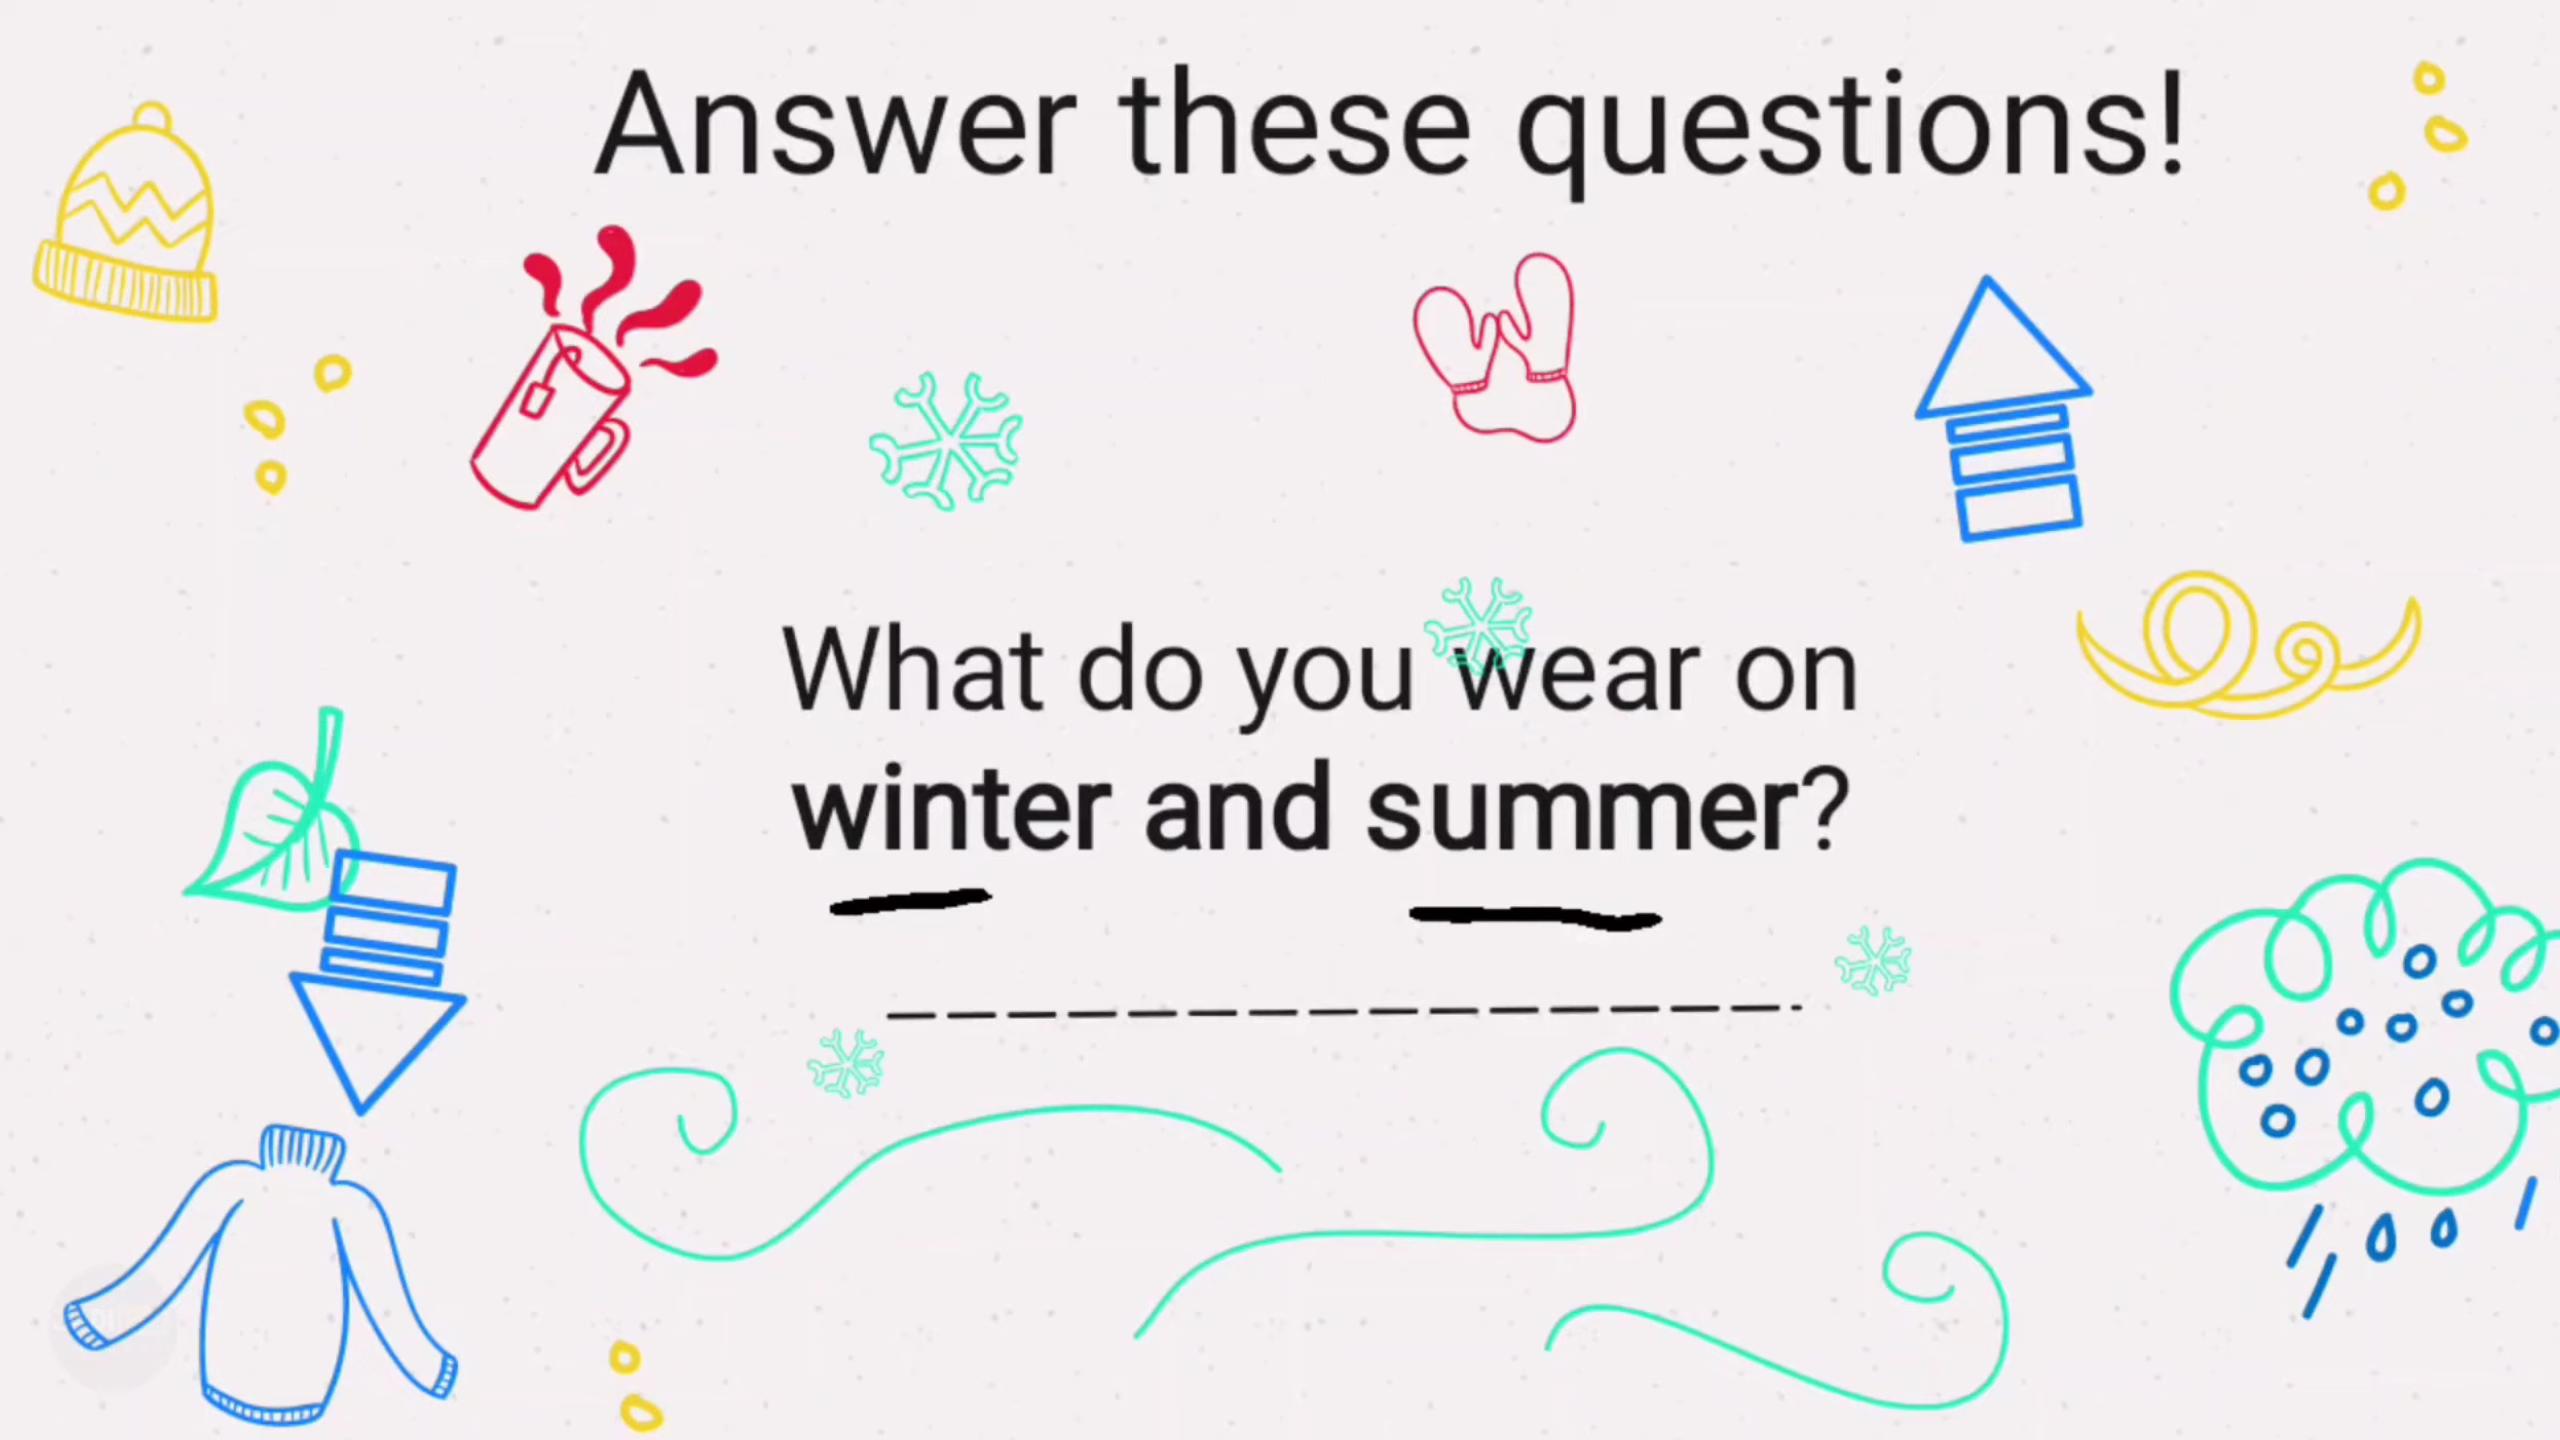 Answer these questions!
What do you wear on
winter and summer?